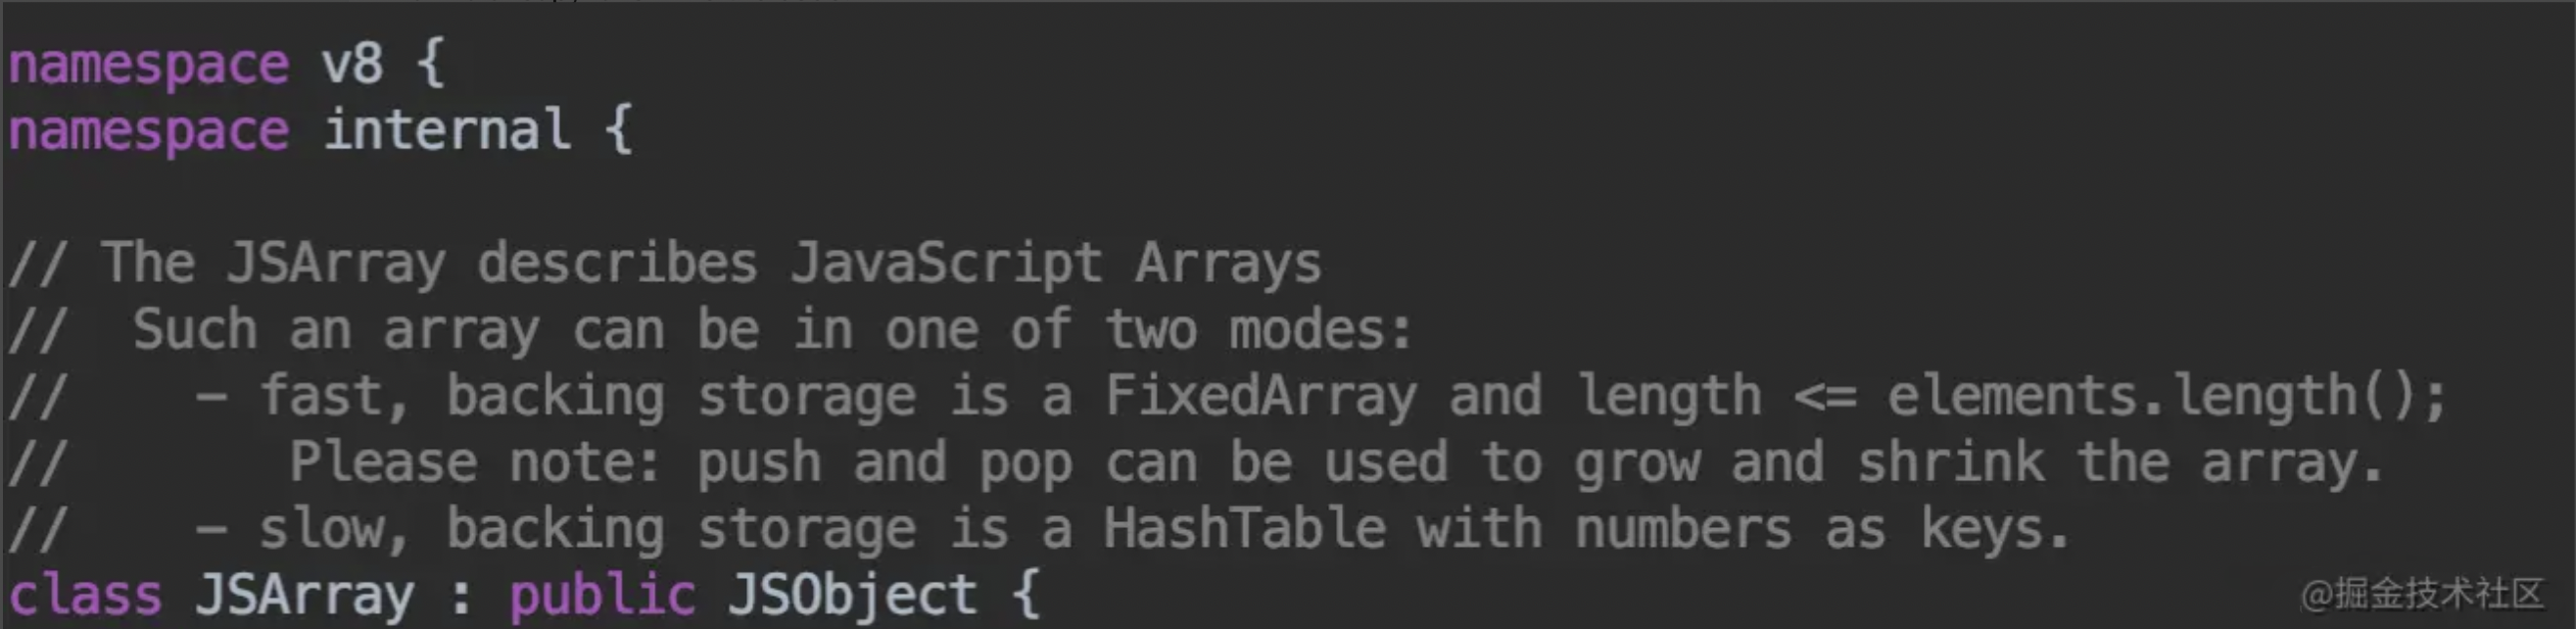 namespace v8 {
namespace internal {
// The JSArray describes JavaScript Arrays
//  Such an array can be in one of two modes:
//    – fast, backing storage is a FixedArray and length <= elements.length();
//       Please note: push and pop can be used to grow and shrink the array.
//    – slow, backing storage is a HashTable with numbers as keys.
class JSArray : public JSObject {
@掘金技术社区